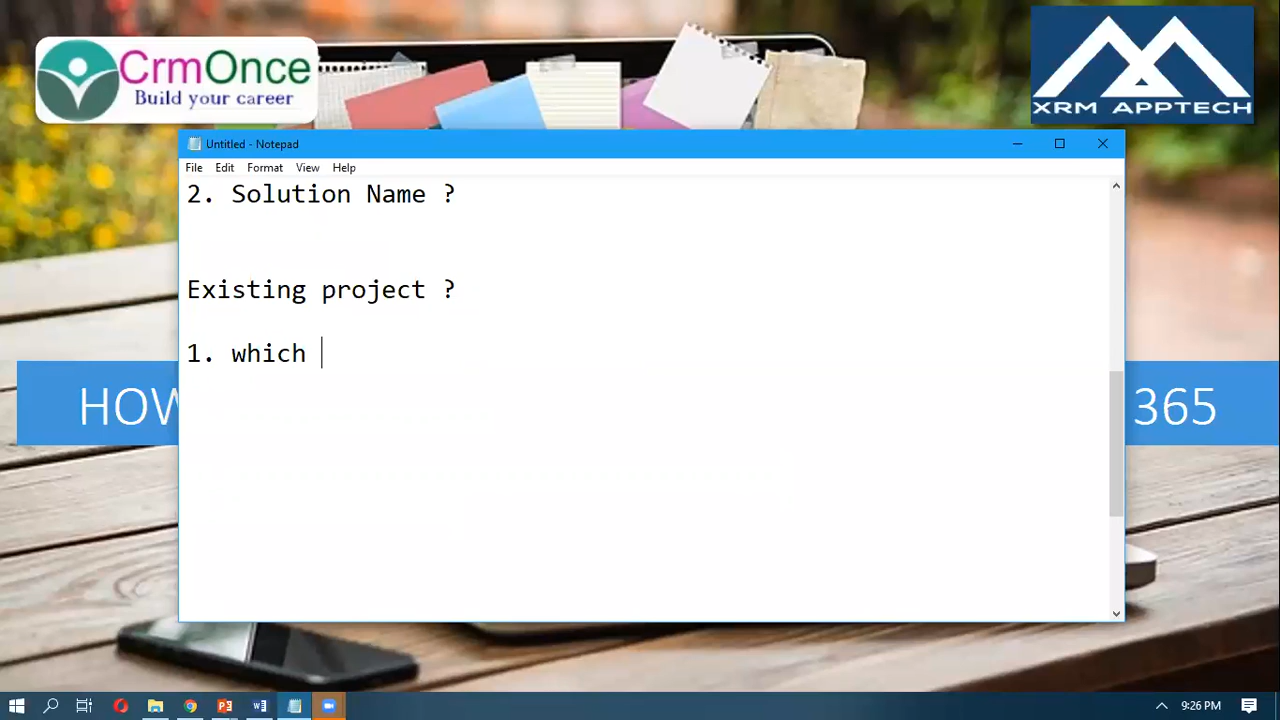 CrmOnce
Build your career
XRM APPTECH
Untitled - Notepad
File Edit Format View Help
2. Solution Name ?
Existing project ?
1. which
HOW
365
9:26 PM